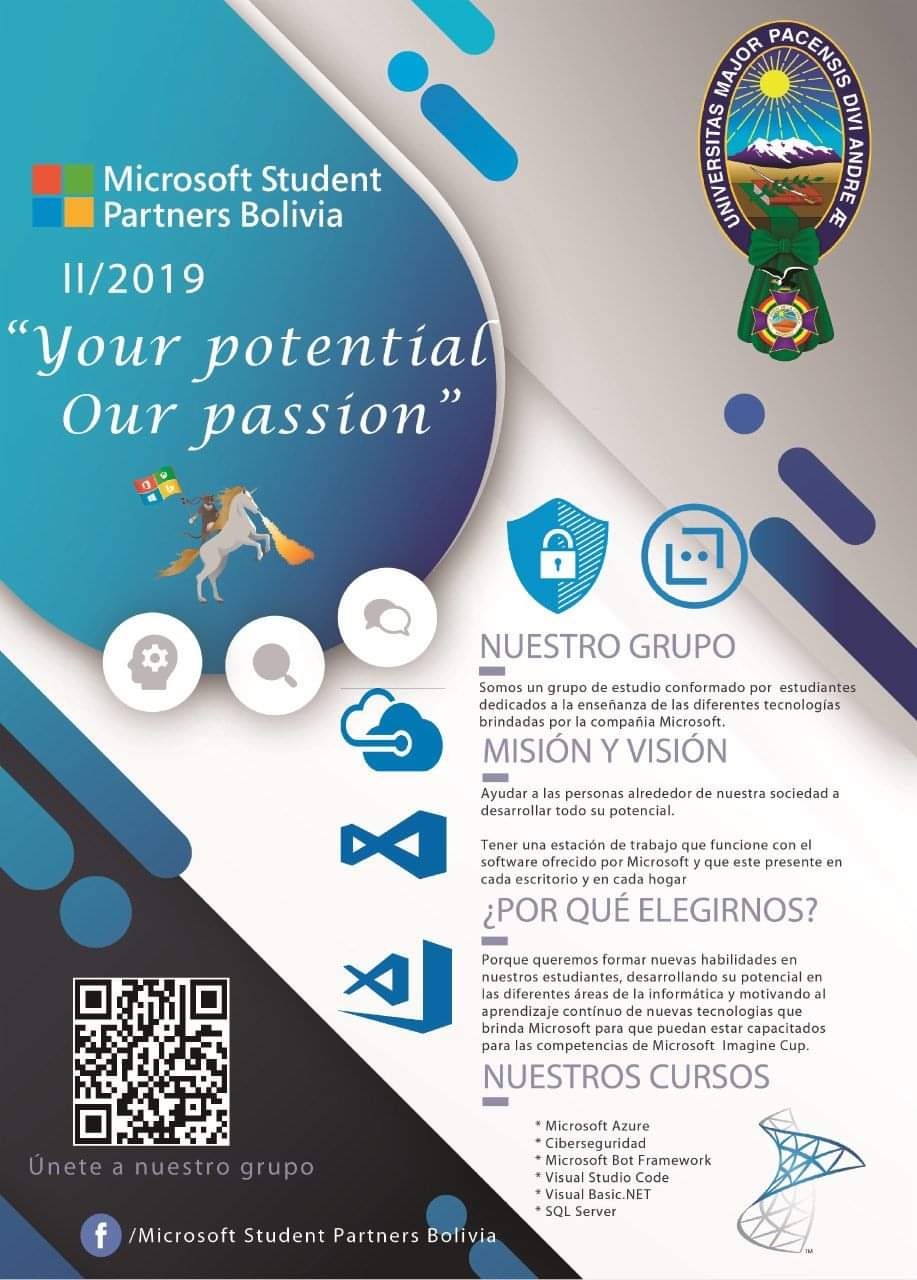 UNIVERSITAS MAJOR PACENSIS DIVI ANDRE Æ
Microsoft Student
Partners Bolivia
II/2019
“Your potential
Our passion”
NUESTRO GRUPO
Somos un grupo de estudio conformado por estudiantes
dedicados a la enseñanza de las diferentes tecnologías
brindadas por la compañia Microsoft.
MISIÓN Y VISIÓN
Ayudar a las personas alrededor de nuestra sociedad a
desarrollar todo su potencial.
Tener una estación de trabajo que funcione con el
software ofrecido por Microsoft y que este presente en
cada escritorio y en cada hogar
¿POR QUÉ ELEGIRNOS?
Porque queremos formar nuevas habilidades en
nuestros estudiantes, desarrollando su potencial en
las diferentes áreas de la informática y motivando al
aprendizaje contínuo de nuevas tecnologias que
brinda Microsoft para que puedan estar capacitados
para las competencias de Microsoft Imagine Cup.
NUESTROS CURSOS
* Microsoft Azure
* Ciberseguridad
* Microsoft Bot Framework
* Visual Studio Code
* Visual Basic.NET
* SQL Server
TM
Únete a nuestro grupo
f /Microsoft Student Partners Bolivia